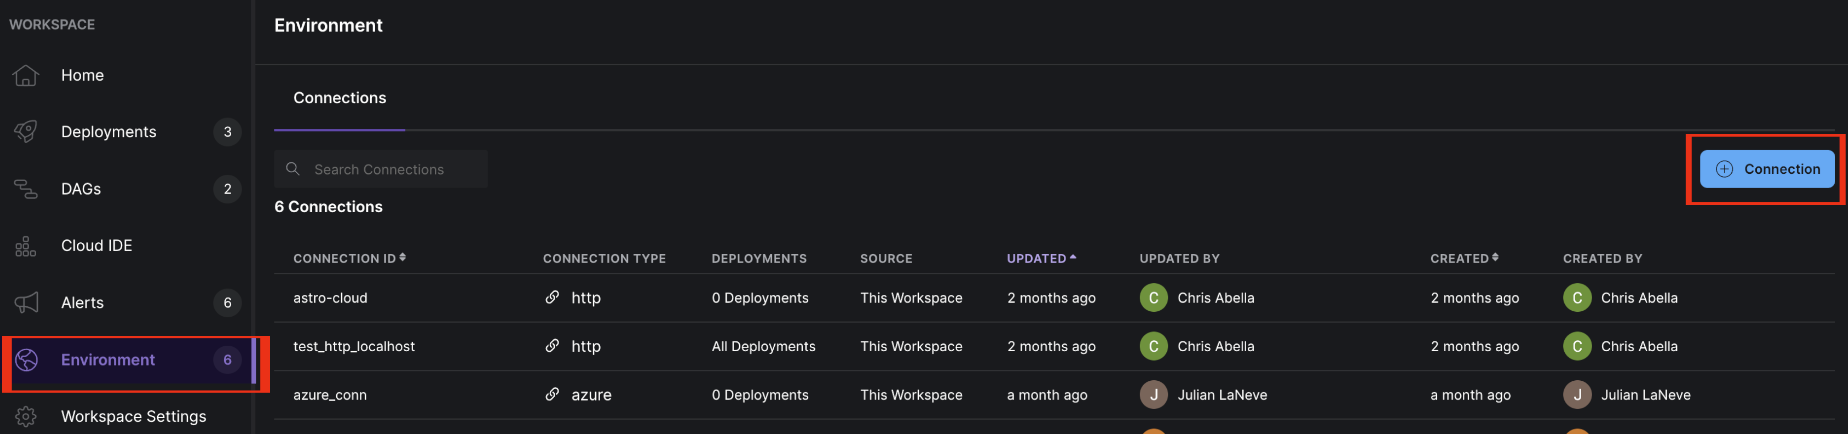 WORKSPACE
Home
Deployments 3
DAGs 2
Cloud IDE
Alerts 6
Environment 6
Workspace Settings
Environment
Connections
Search Connections
Connection
6 Connections
CONNECTION ID CONNECTION TYPE DEPLOYMENTS SOURCE UPDATED UPDATED BY CREATED CREATED BY
astro-cloud http 0 Deployments This Workspace 2 months ago C Chris Abella 2 months ago C Chris Abella
test_http_localhost http All Deployments This Workspace 2 months ago C Chris Abella 2 months ago C Chris Abella
azure_conn azure 0 Deployments This Workspace a month ago J Julian LaNeve a month ago J Julian LaNeve